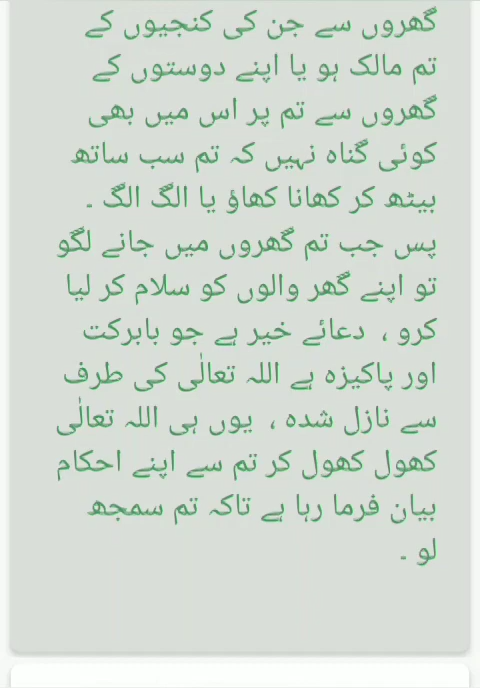 گھروں سے جن کی کنجیوں کے
تم مالک ہو یا اپنے دوستوں کے
گھروں سے تم پر اس میں بھی
کوئی گناہ نہیں کہ تم سب ساتھ
بیٹھ کر کھانا کھاؤ یا الگ الگ ۔
پس جب تم گھروں میں جانے لگو
تو اپنے گھر والوں کو سلام کر لیا
کرو ، دعائے خیر ہے جو بابرکت
اور پاکیزہ ہے اللہ تعالٰی کی طرف
سے نازل شدہ ، یوں ہی اللہ تعالٰی
کھول کھول کر تم سے اپنے احکام
بیان فرما رہا ہے تاکہ تم سمجھ
لو ۔